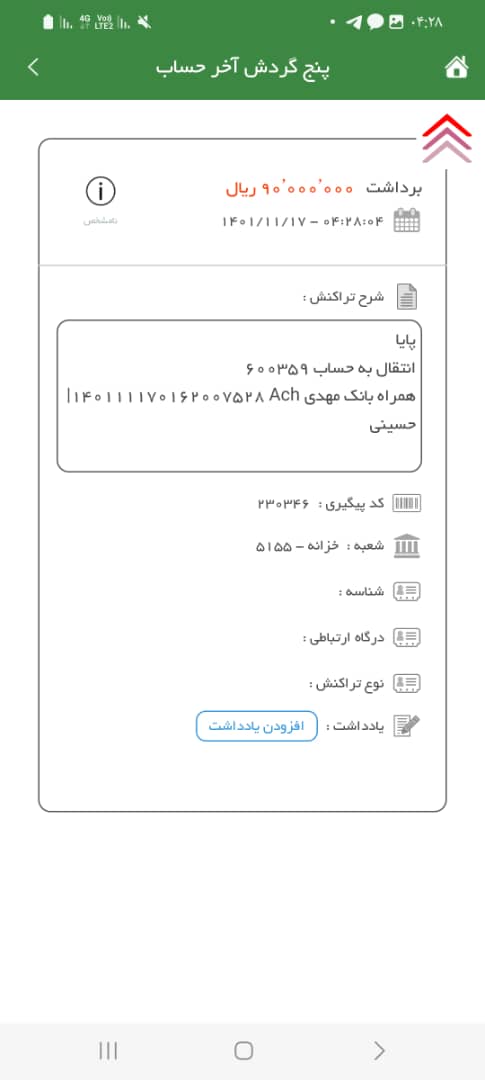 ۰۴:۲۸
4G
Vo)) LTE2
پنج گردش آخر حساب
برداشت ۹۰٬۰۰۰٬۰۰۰ ریال
۱۴۰۱/۱۱/۱۷ – ۰۴:۲۸:۰۴
نامشخص
شرح تراکنش :
پایا
انتقال به حساب ۶۰۰۳۵۹
همراه بانک مهدی Ach ۱۴۰۱۱۱۱۷۰۱۶۲۰۰۷۵۲۸|
حسینی
کد پیگیری : ۲۳۰۳۴۶
شعبه : خزانه – ۵۱۵۵
شناسه :
درگاه ارتباطی :
نوع تراکنش :
یادداشت : افزودن یادداشت